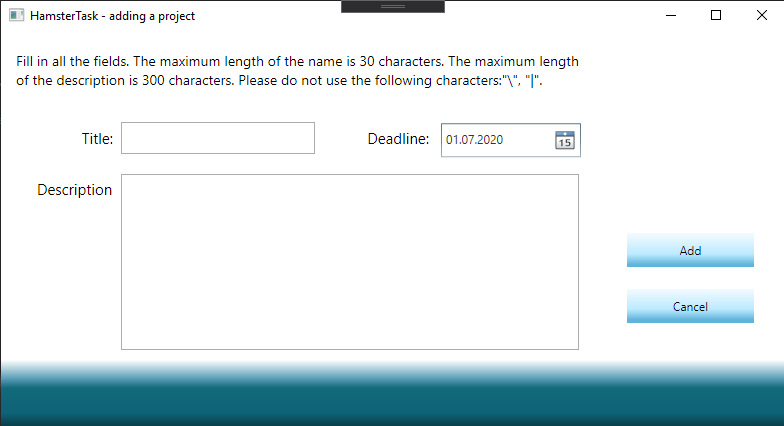 HamsterTask - adding a project
Fill in all the fields. The maximum length of the name is 30 characters. The maximum length
of the description is 300 characters. Please do not use the following characters:"\", "|".
Title:
Deadline: 01.07.2020 15
Description
Add
Cancel